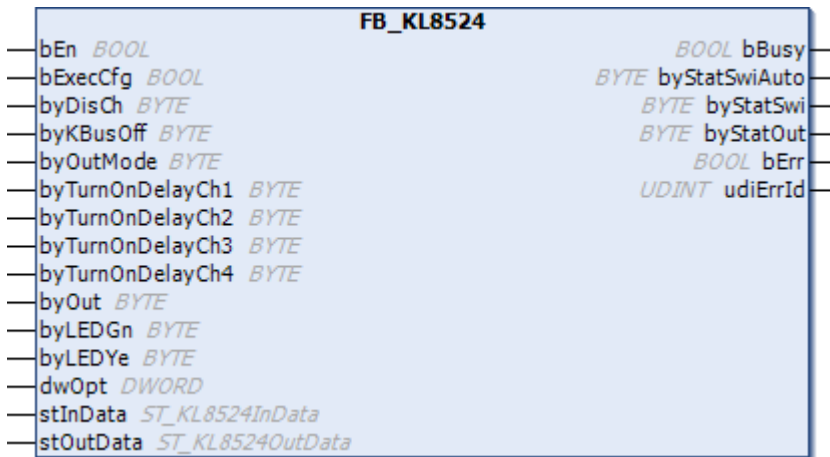 FB_KL8524
bEn BOOL BOOL bBusy
bExecCfg BOOL BYTE byStatSwiAuto
byDisCh BYTE BYTE byStatSwi
byKBusOff BYTE BYTE byStatOut
byOutMode BYTE BOOL bErr
byTurnOnDelayCh1 BYTE UDINT udiErrId
byTurnOnDelayCh2 BYTE
byTurnOnDelayCh3 BYTE
byTurnOnDelayCh4 BYTE
byOut BYTE
byLEDGn BYTE
byLEDYe BYTE
dwOpt DWORD
stInData ST_KL8524InData
stOutData ST_KL8524OutData